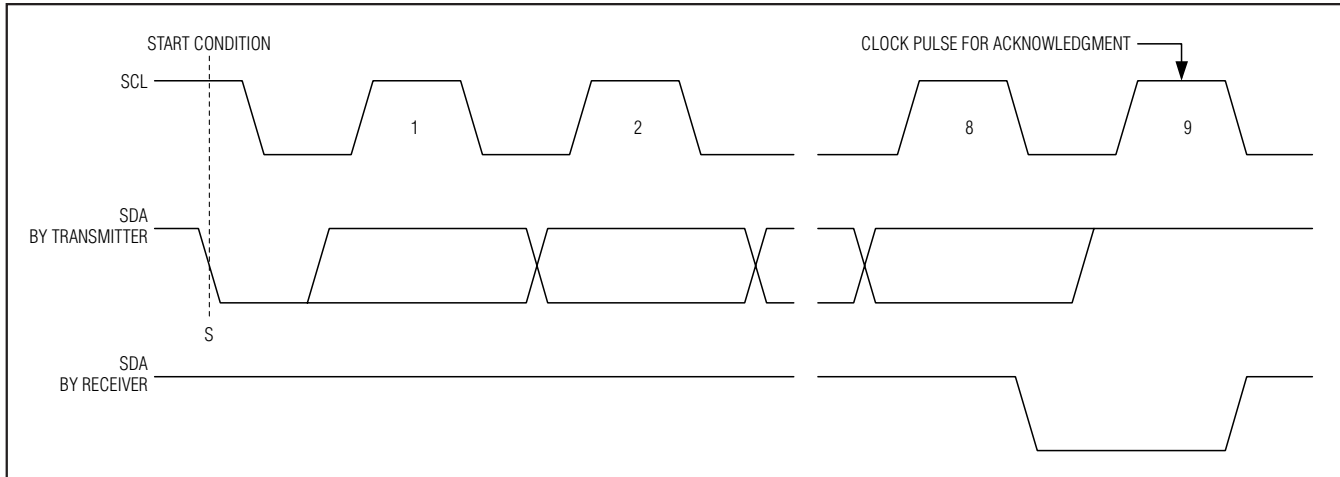 START CONDITION
CLOCK PULSE FOR ACKNOWLEDGMENT
SCL
1
2
8
9
SDA
BY TRANSMITTER
S
SDA
BY RECEIVER